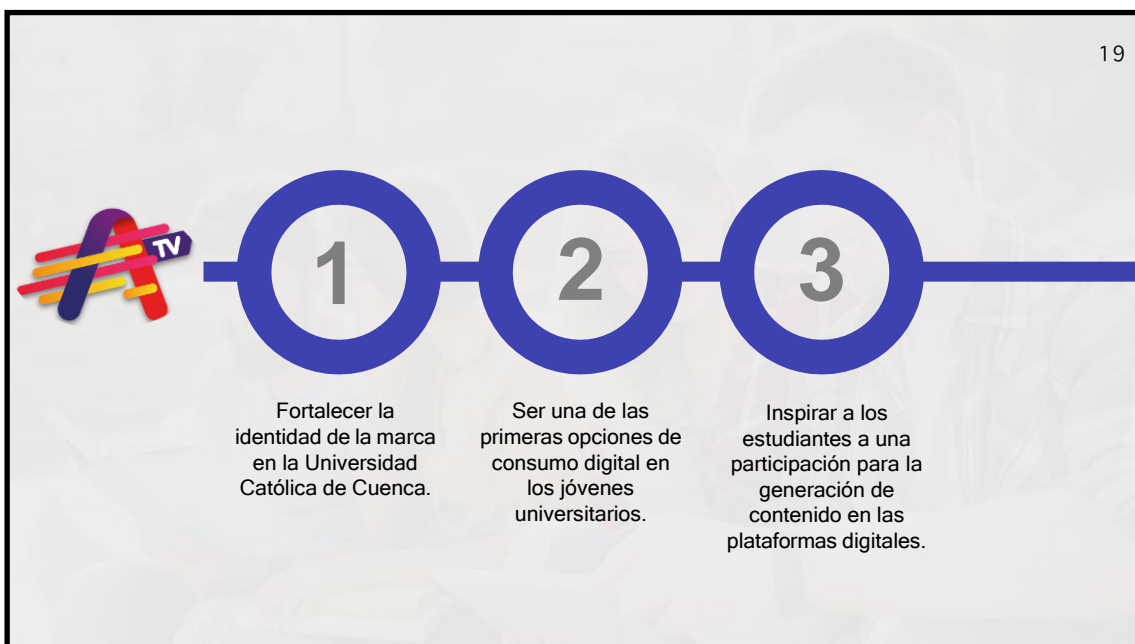 19
TV
1
2
3
Fortalecer la
identidad de la marca
en la Universidad
Católica de Cuenca.
Ser una de las
primeras opciones de
consumo digital en
los jóvenes
universitarios.
Inspirar a los
estudiantes a una
participación para la
generación de
contenido en las
plataformas digitales.